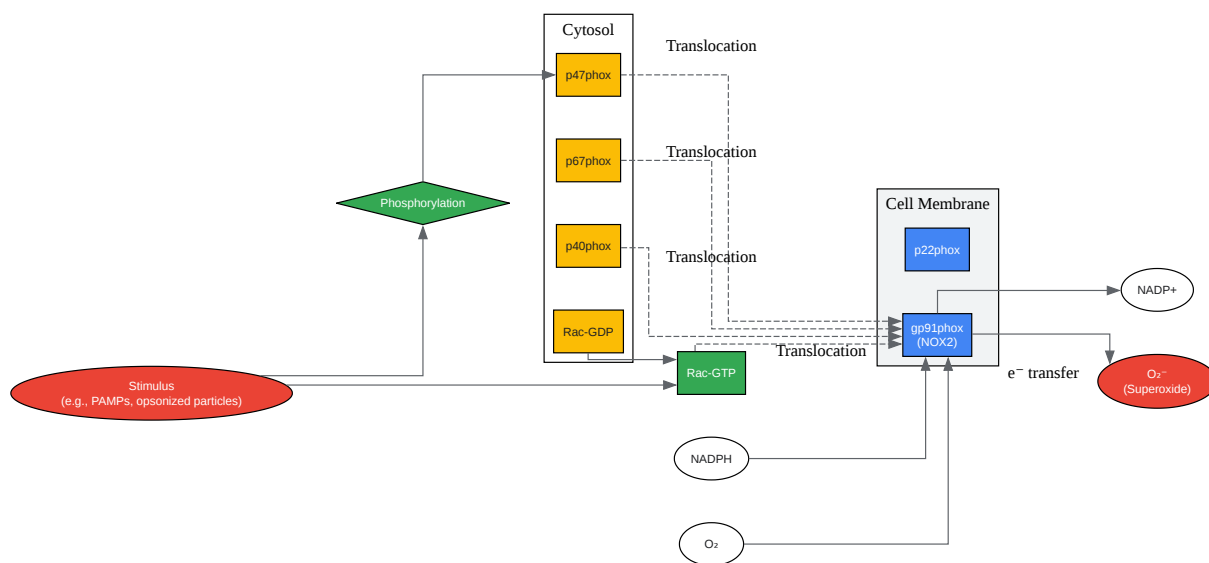 Cytosol
Translocation
p47phox
p67phox
Translocation
Phosphorylation
Cell Membrane
p40phox
p22phox
Translocation
NADP+
Rac-GDP
gp91phox
(NOX2)
Translocation
Rac-GTP
e⁻ transfer
O₂⁻
(Superoxide)
Stimulus
(e.g., PAMPs, opsonized particles)
NADPH
O₂